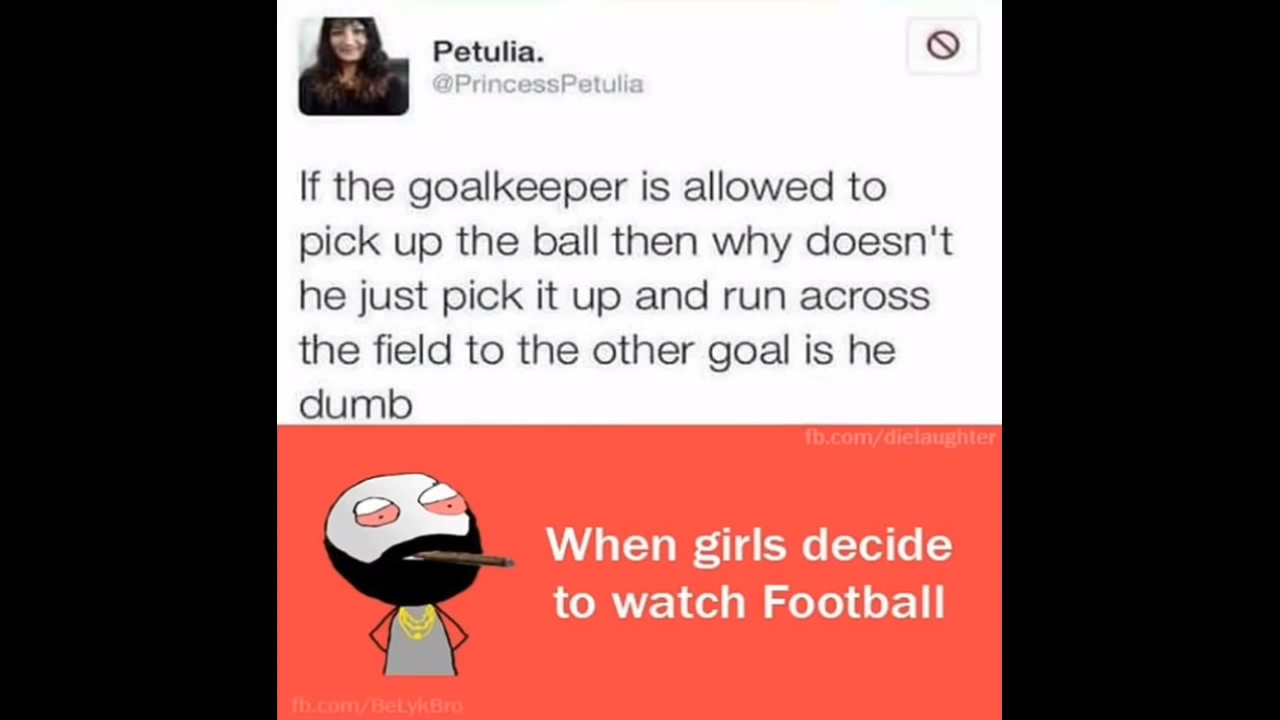 Petulia.
@PrincessPetulia
If the goalkeeper is allowed to
pick up the ball then why doesn't
he just pick it up and run across
the field to the other goal is he
dumb
fb.com/dielaughter
When girls decide
to watch Football
fb.com/BeLykBro